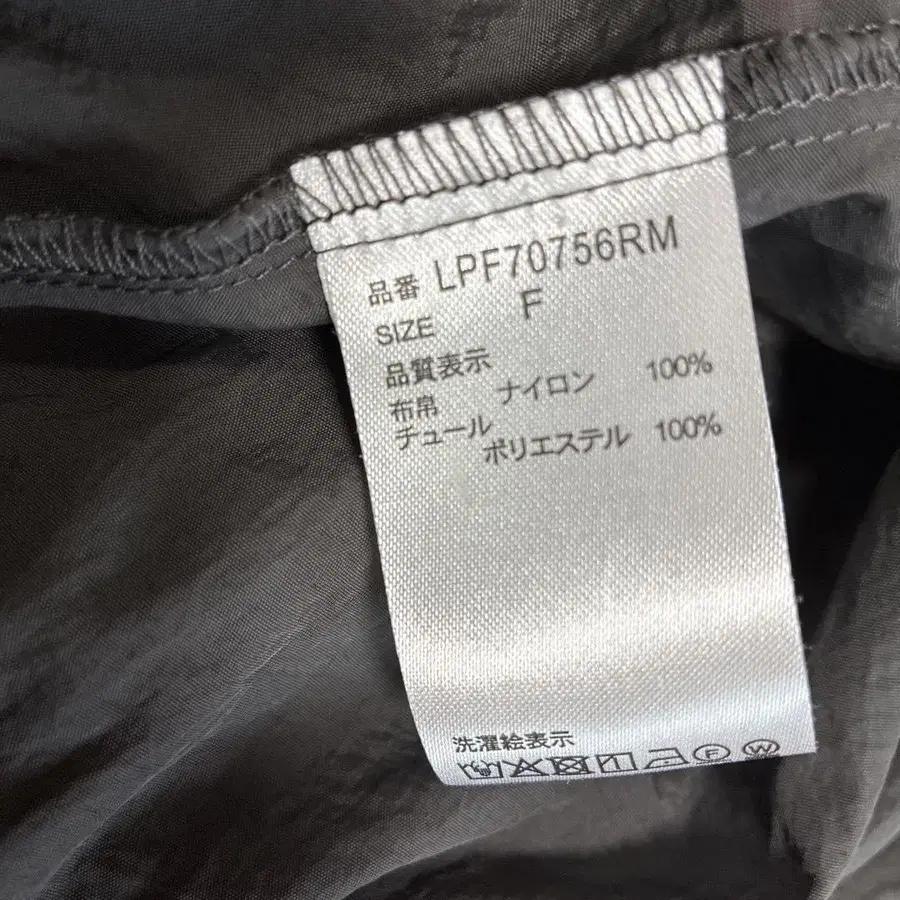 品番 LPF70756RM
SIZE F
品質表示
布帛 ナイロン 100%
チュール ポリエステル 100%
洗濯絵表示
F W